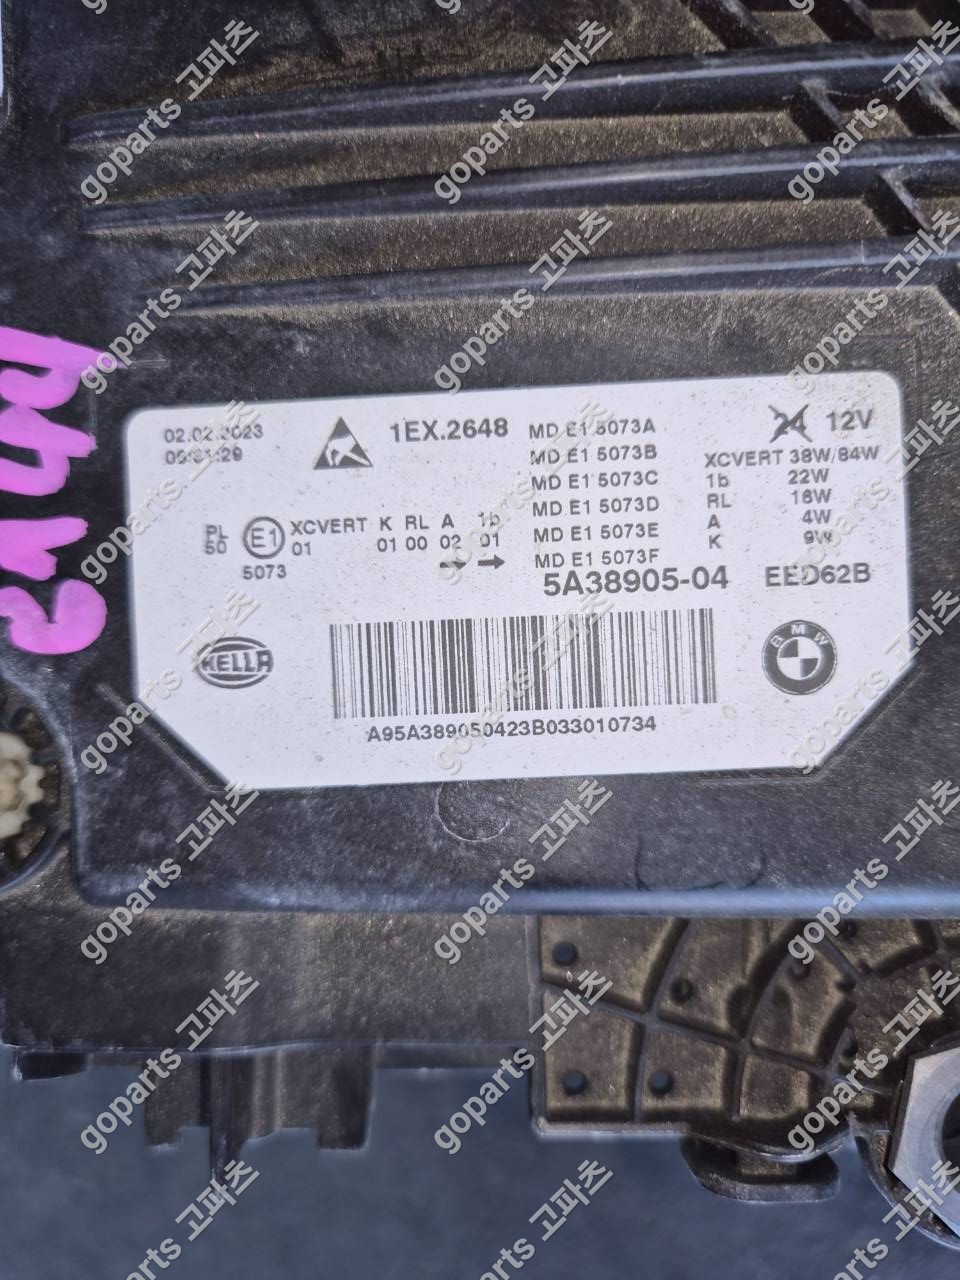 02.02.2023
1EX.2648
MD E1 5073A
24 12V
MD E1 5073B
XCVERT 38W/84W
MD E1 5073C
1b 22W
MD E1 5073D
RL 18W
MD E1 5073E
A 4W
MD E1 5073F
K 9W
PL
50
E1
XCVERT K RL A 1b
01 01 00 02 01
5073
5A38905-04 EED62B
HELLA
BMW
A95A389050423B033010734
goparts 고파츠